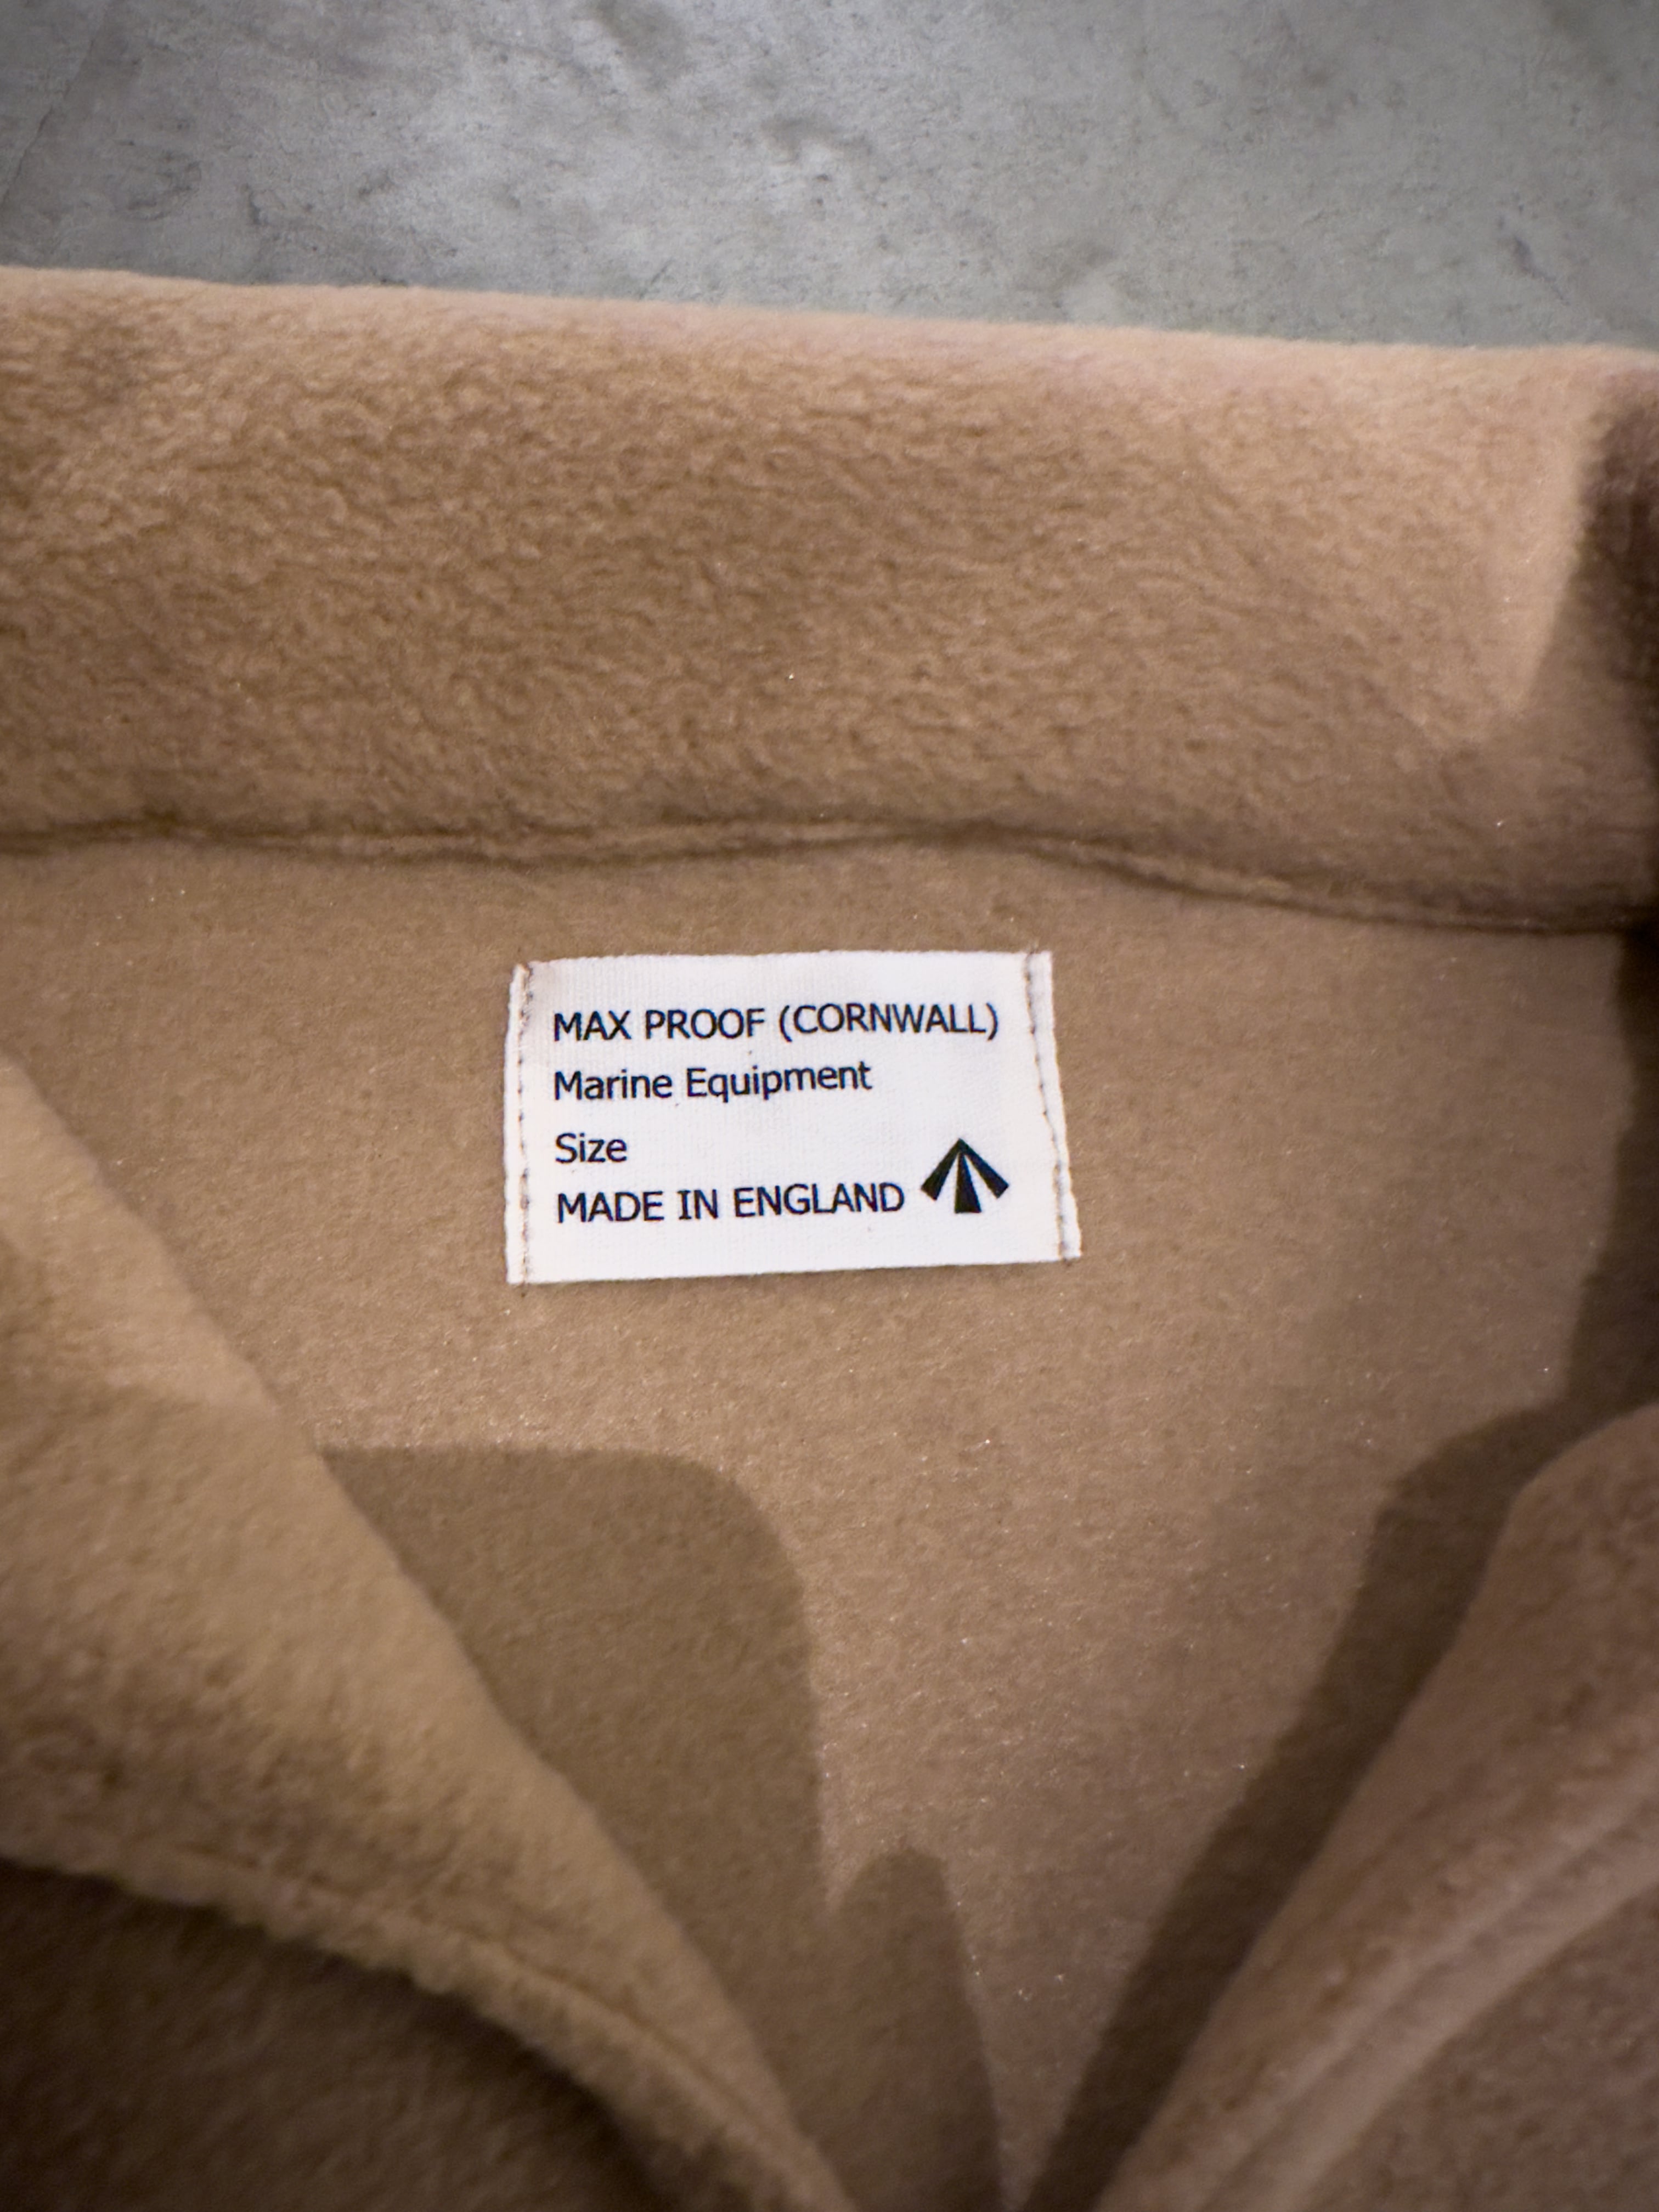 MAX PROOF (CORNWALL)
Marine Equipment
Size
MADE IN ENGLAND